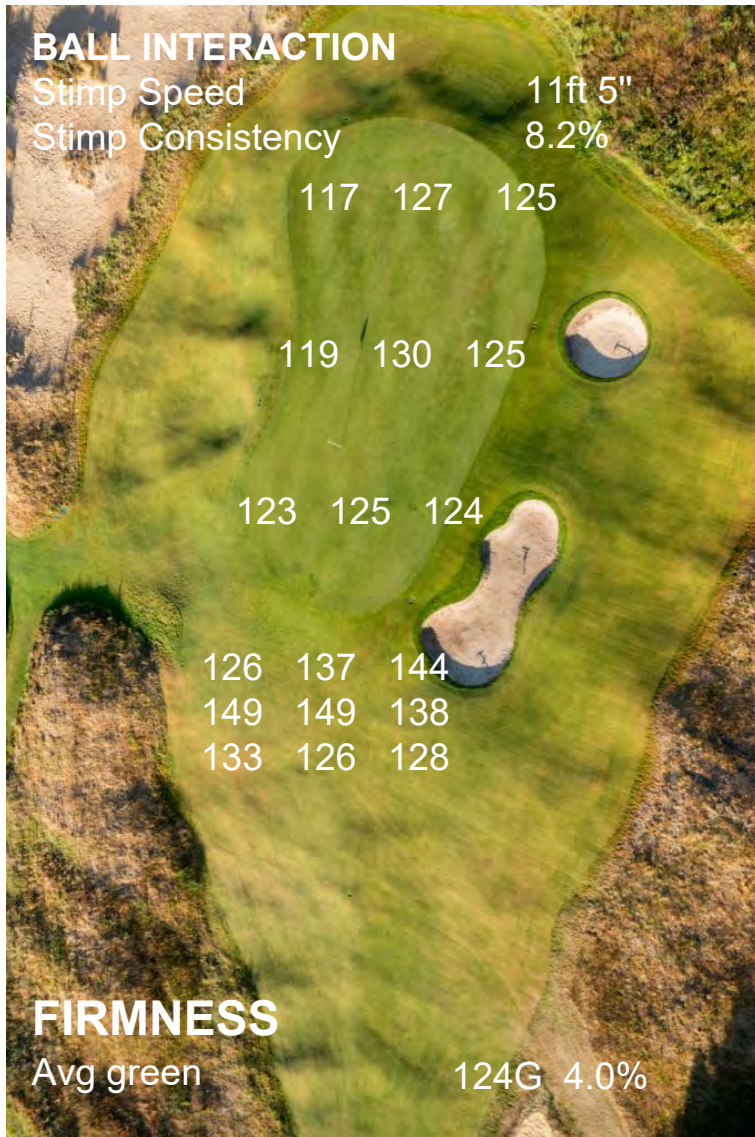 BALL INTERACTION
Stimp Speed 11ft 5"
Stimp Consistency 8.2%
117 127 125
119 130 125
123 125 124
126 137 144
149 149 138
133 126 128
FIRMNESS
Avg green 124G 4.0%